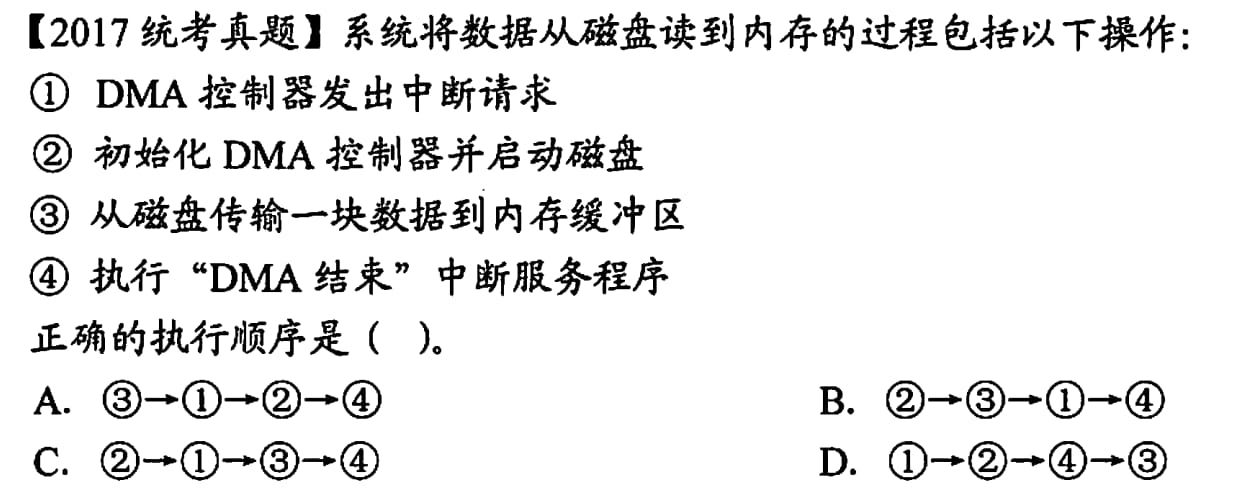 【2017 统考真题】系统将数据从磁盘读到内存的过程包括以下操作：
① DMA 控制器发出中断请求
② 初始化 DMA 控制器并启动磁盘
③ 从磁盘传输一块数据到内存缓冲区
④ 执行“DMA 结束”中断服务程序
正确的执行顺序是（ ）。
A. ③→①→②→④ B. ②→③→①→④
C. ②→①→③→④ D. ①→②→④→③